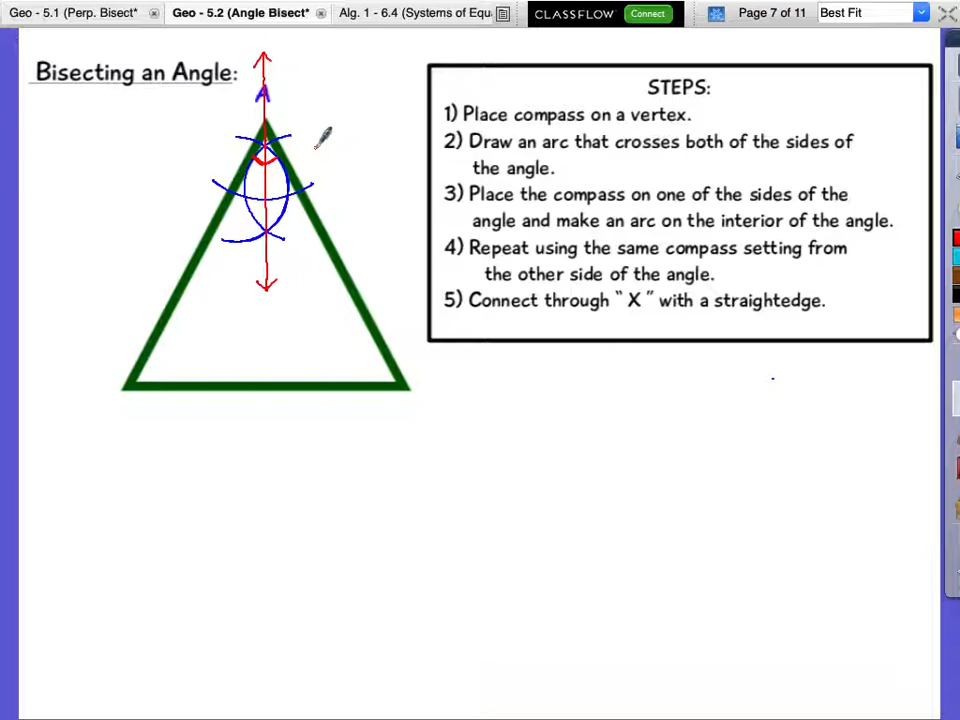 Geo - 5.1 (Perp. Bisect*
Geo - 5.2 (Angle Bisect*
Alg. 1 - 6.4 (Systems of Equa
CLASSFLOW
Connect
Page 7 of 11
Best Fit
Bisecting an Angle:
A
STEPS:
1) Place compass on a vertex.
2) Draw an arc that crosses both of the sides of
the angle.
3) Place the compass on one of the sides of the
angle and make an arc on the interior of the angle.
4) Repeat using the same compass setting from
the other side of the angle.
5) Connect through " X " with a straightedge.